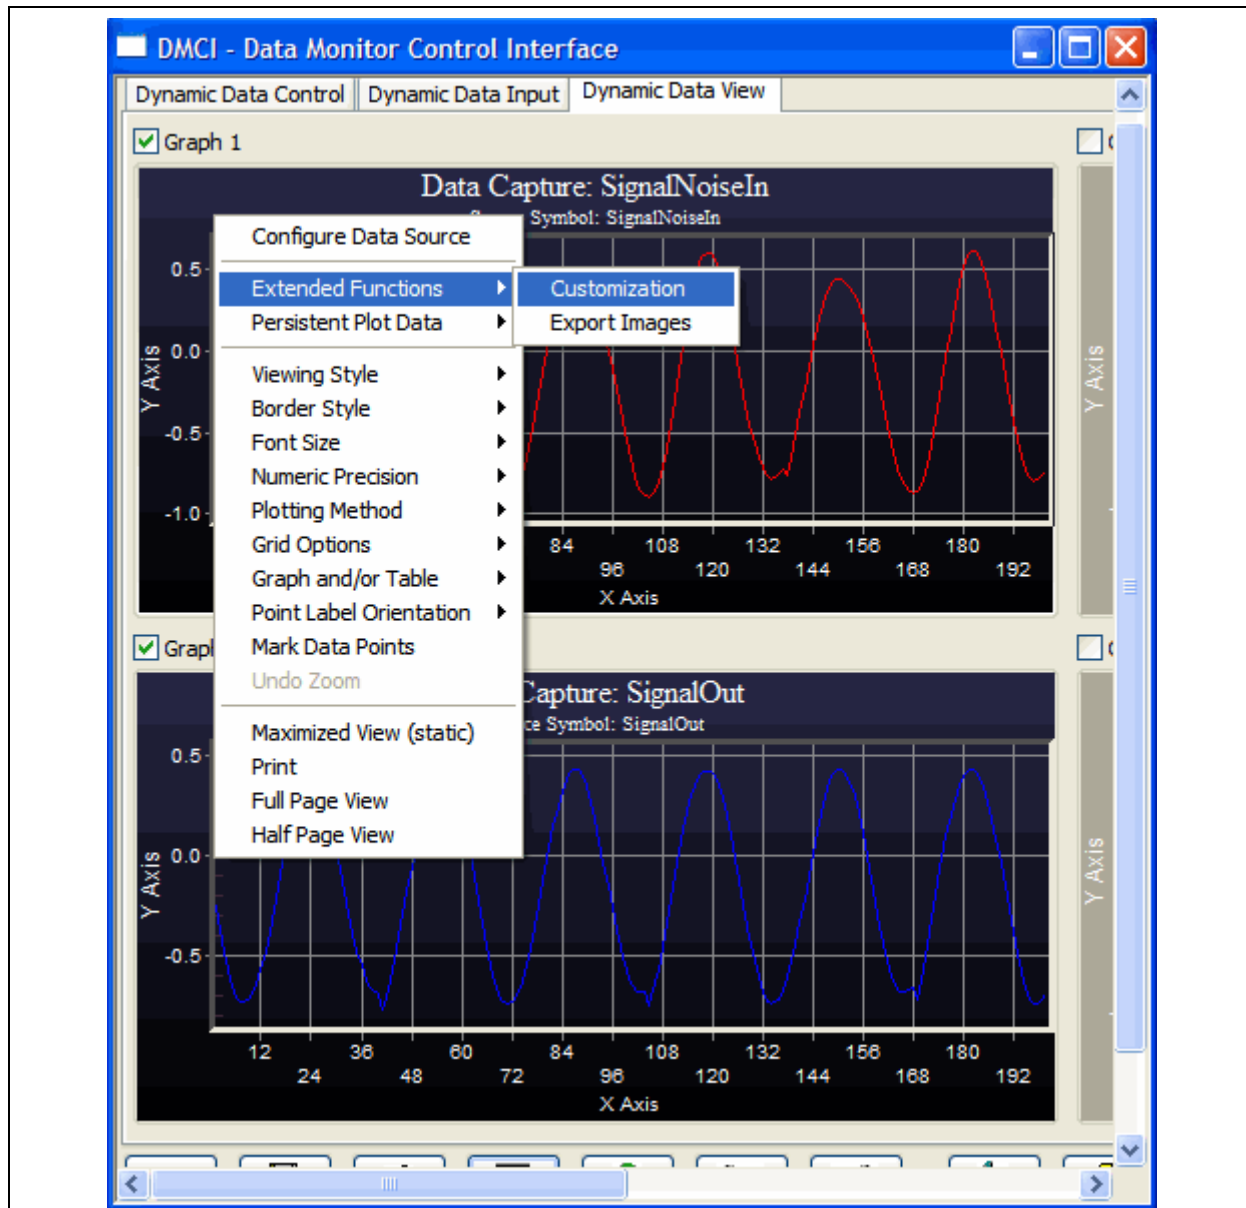 DMCI - Data Monitor Control Interface
Dynamic Data Control Dynamic Data Input Dynamic Data View
Graph 1
Data Capture: SignalNoiseIn
Symbol: SignalNoiseIn
Configure Data Source
Extended Functions
Persistent Plot Data
Customization
Export Images
Viewing Style
Border Style
Font Size
Numeric Precision
Plotting Method
Grid Options
Graph and/or Table
Point Label Orientation
Mark Data Points
Undo Zoom
Maximized View (static)
Print
Full Page View
Half Page View
0.5
0.0
-0.5
-1.0
Y Axis
84 108 132 156 180
96 120 144 168 192
X Axis
Y Axis
Graph
Capture: SignalOut
Symbol: SignalOut
0.5
0.0
-0.5
Y Axis
12 36 60 84 108 132 156 180
24 48 72 96 120 144 168 192
X Axis
Y Axis